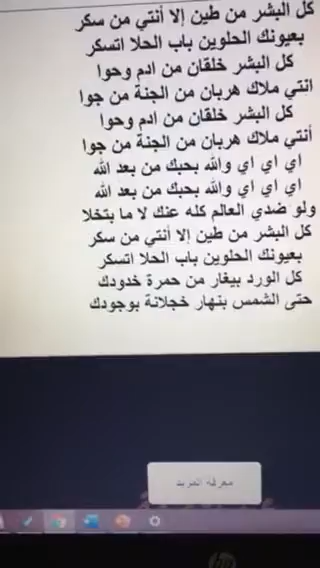 كل البشر من طين إلا أنتي من سكر
بعيونك الحلوين باب الحلا اتسكر
كل البشر خلقان من ادم وحوا
انتي ملاك هربان من الجنة من جوا
كل البشر خلقان من ادم وحوا
أنتي ملاك هربان من الجنة من جوا
اي اي اي والله بحبك من بعد الله
اي اي اي والله بحبك من بعد الله
ولو ضدي العالم كله عنك لا ما بتخلا
كل البشر من طين إلا أنتي من سكر
بعيونك الحلوين باب الحلا اتسكر
كل الورد بيغار من حمرة خدودك
حتى الشمس بنهار خجلانة بوجودك
معرفة المزيد
hp